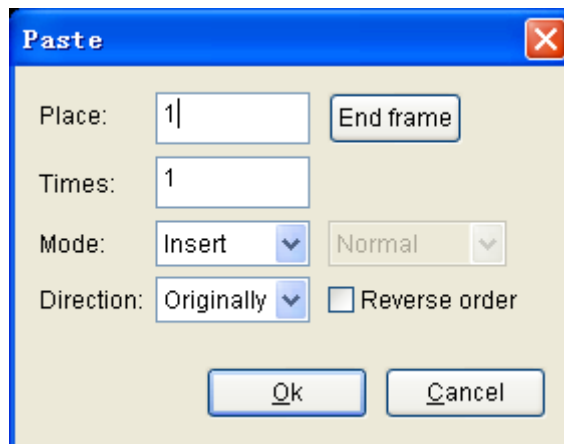 Paste
Place: 1 End frame
Times: 1
Mode: Insert Normal
Direction: Originally Reverse order
Ok Cancel